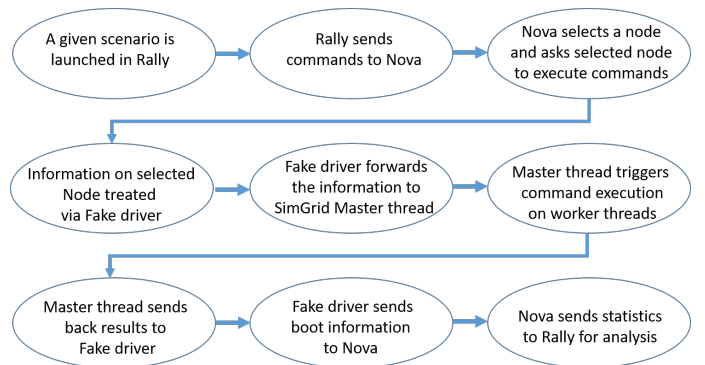 A given scenario is
launched in Rally
Rally sends
commands to Nova
Nova selects a node
and asks selected node
to execute commands
Information on selected
Node treated
via Fake driver
Fake driver forwards
the information to
SimGrid Master thread
Master thread triggers
command execution
on worker threads
Master thread sends
back results to
Fake driver
Fake driver sends
boot information
to Nova
Nova sends statistics
to Rally for analysis